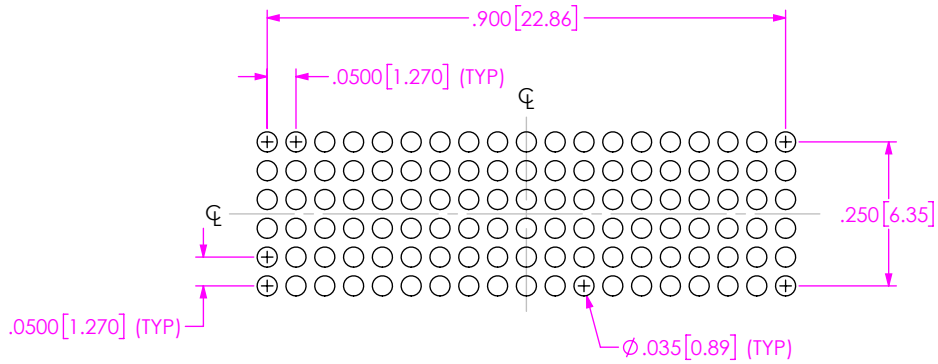 .900[22.86]
.0500[1.270] (TYP)
℄
℄
.250[6.35]
.0500[1.270] (TYP)
Ø.035[0.89] (TYP)